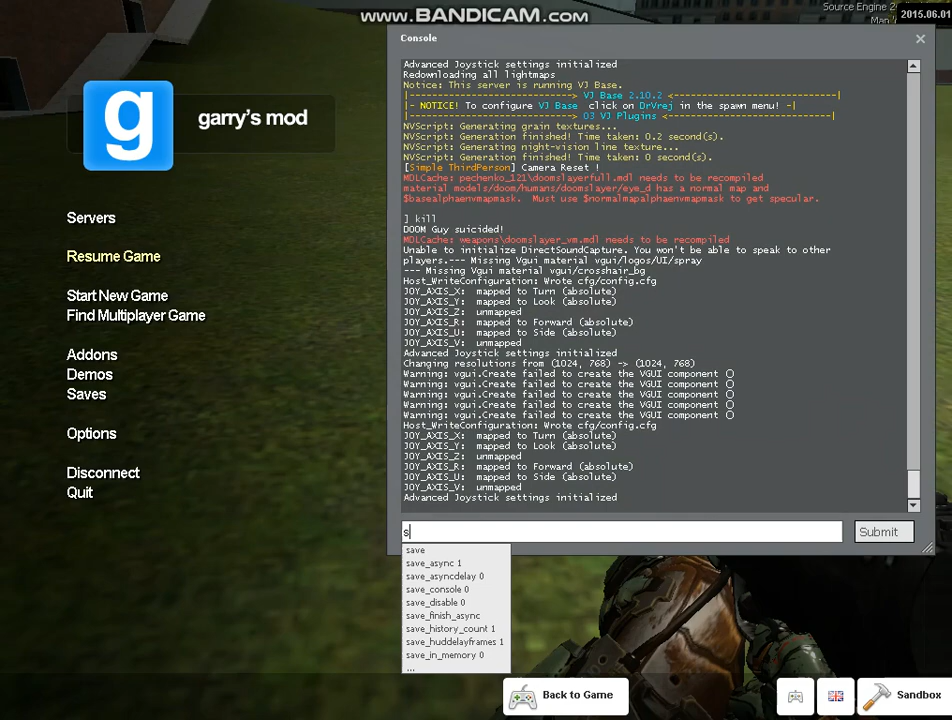 WWW.BANDICAM.COM
2015.06.01
g
garry's mod
Servers
Resume Game
Start New Game
Find Multiplayer Game
Addons
Demos
Saves
Options
Disconnect
Quit
Console
Advanced Joystick settings initialized
Redownloading all lightmaps
Notice: This server is running VJ Base.
|--------------------------------> VJ Base 2.10.2 <--------------------------------|
|- NOTICE! To configure VJ Base click on DrVrej in the spawn menu! -|
|--------------------------------> 03 VJ Plugins <--------------------------------|
NVScript: Generating grain textures...
NVScript: Generation finished! Time taken: 0.2 second(s).
NVScript: Generating night-vision line texture...
NVScript: Generation finished! Time taken: 0 second(s).
[Simple ThirdPerson] Camera Reset !
MDLCache: pechenko_121\doomslayerfull.mdl needs to be recompiled
material models/doom/humans/doomslayer/eye_d has a normal map and
$basealphaenvmapmask. Must use $normalmapalphaenvmapmask to get specular.
] kill
DOOM Guy suicided!
MDLCache: weapons\doomslayer_vm.mdl needs to be recompiled
Unable to initialize DirectSoundCapture. You won't be able to speak to other
players.--- Missing Vgui material vgui/logos/UI/spray
--- Missing Vgui material vgui/crosshair_bg
Host_WriteConfiguration: Wrote cfg/config.cfg
JOY_AXIS_X: mapped to Turn (absolute)
JOY_AXIS_Y: mapped to Look (absolute)
JOY_AXIS_Z: unmapped
JOY_AXIS_R: mapped to Forward (absolute)
JOY_AXIS_U: mapped to Side (absolute)
JOY_AXIS_V: unmapped
Advanced Joystick settings initialized
Changing resolutions from (1024, 768) -> (1024, 768)
Warning: vgui.Create failed to create the VGUI component ()
Warning: vgui.Create failed to create the VGUI component ()
Warning: vgui.Create failed to create the VGUI component ()
Warning: vgui.Create failed to create the VGUI component ()
Warning: vgui.Create failed to create the VGUI component ()
Host_WriteConfiguration: Wrote cfg/config.cfg
JOY_AXIS_X: mapped to Turn (absolute)
JOY_AXIS_Y: mapped to Look (absolute)
JOY_AXIS_Z: unmapped
JOY_AXIS_R: mapped to Forward (absolute)
JOY_AXIS_U: mapped to Side (absolute)
JOY_AXIS_V: unmapped
Advanced Joystick settings initialized
s
Submit
save
save_async 1
save_asyncdelay 0
save_console 0
save_disable 0
save_finish_async
save_history_count 1
save_huddelayframes 1
save_in_memory 0
...
Back to Game
Sandbox